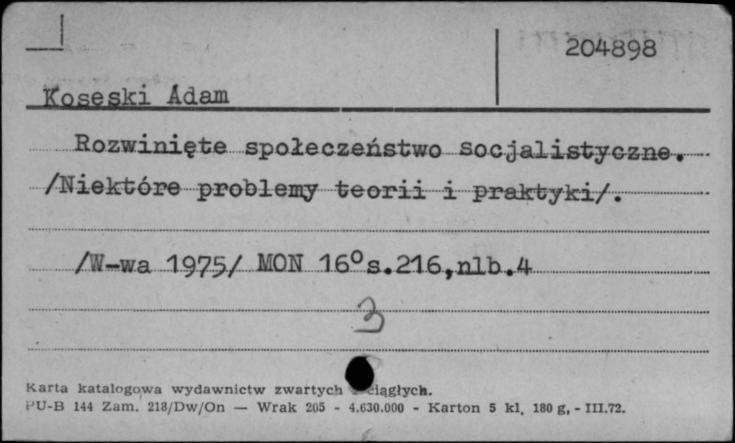 204898
Koseski Adam
Rozwinięte społeczeństwo socjalistyczne.
/Niektóre problemy teorii i praktyki/.
/W-wa 1975/ MON 16° s.216,nlb.4
3
Karta katalogowa wydawnictw zwartych ciągłych.
PU-B 144 Zam. 218/Dw/On — Wrak 205 - 4.630.000 - Karton 5 kl. 180 g, - III.72.